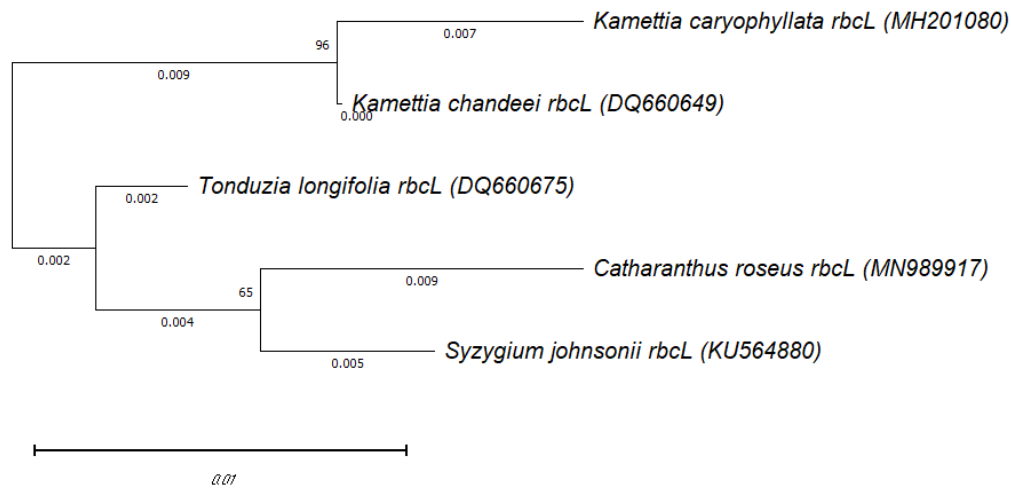 Kamettia caryophyllata rbcL (MH201080)
0.007
96
0.009
Kamettia chandeei rbcL (DQ660649)
0.000
Tonduzia longifolia rbcL (DQ660675)
0.002
0.002
Catharanthus roseus rbcL (MN989917)
65
0.009
0.004
Syzygium johnsonii rbcL (KU564880)
0.005
0.01